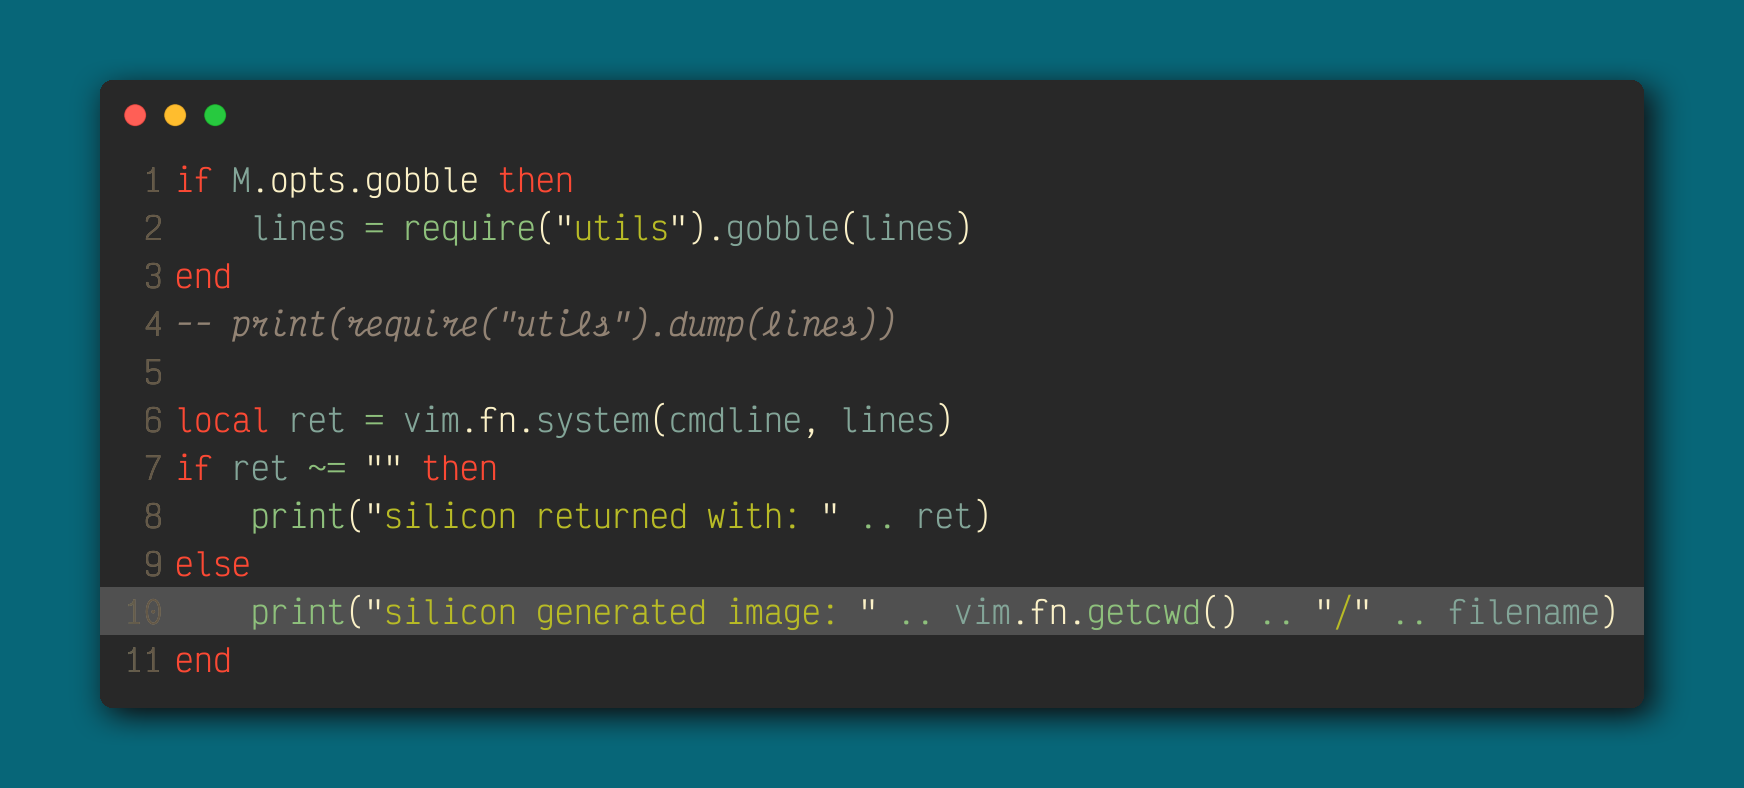 1 if M.opts.gobble then
2     lines = require("utils").gobble(lines)
3 end
4 -- print(require("utils").dump(lines))
5
6 local ret = vim.fn.system(cmdline, lines)
7 if ret ~= "" then
8     print("silicon returned with: " .. ret)
9 else
10     print("silicon generated image: " .. vim.fn.getcwd() .. "/" .. filename)
11 end